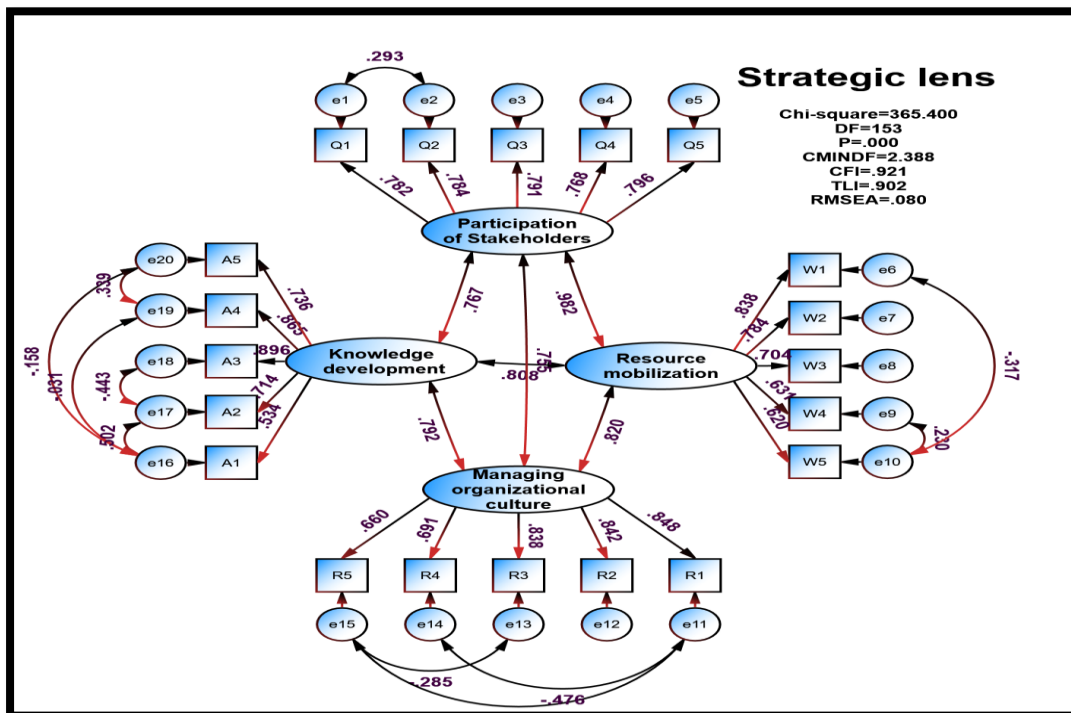 Strategic lens
Chi-square=365.400
DF=153
P=.000
CMINDF=2.388
CFI=.921
TLI=.902
RMSEA=.080
.293
e1 e2 e3 e4 e5
Q1 Q2 Q3 Q4 Q5
.782 .784 .791 .768 .796
Participation
of Stakeholders
.767 .755 .982
e20 A5
.339
e19 A4
e18 A3
-.443
e17 A2
.502
e16 A1
-.158
-.031
.736
.865
.896
.714
.534
Knowledge
development
.808
Resource
mobilization
.838
.784
.704
.631
.620
W1 e6
W2 e7
W3 e8
W4 e9
W5 e10
-.317
.230
.792 .820
Managing
organizational
culture
.660 .691 .838 .842 .848
R5 R4 R3 R2 R1
e15 e14 e13 e12 e11
-.285
-.476